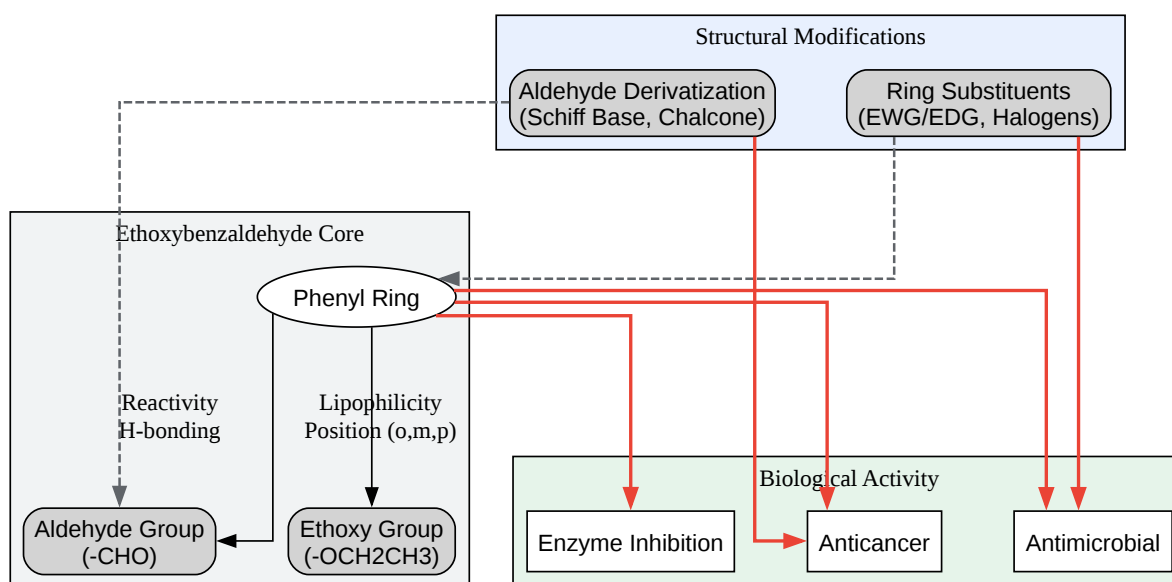 Structural Modifications
Aldehyde Derivatization
(Schiff Base, Chalcone)
Ring Substituents
(EWG/EDG, Halogens)
Ethoxybenzaldehyde Core
Phenyl Ring
Reactivity
H-bonding
Lipophilicity
Position (o,m,p)
Aldehyde Group
(-CHO)
Ethoxy Group
(-OCH2CH3)
Biological Activity
Enzyme Inhibition
Anticancer
Antimicrobial